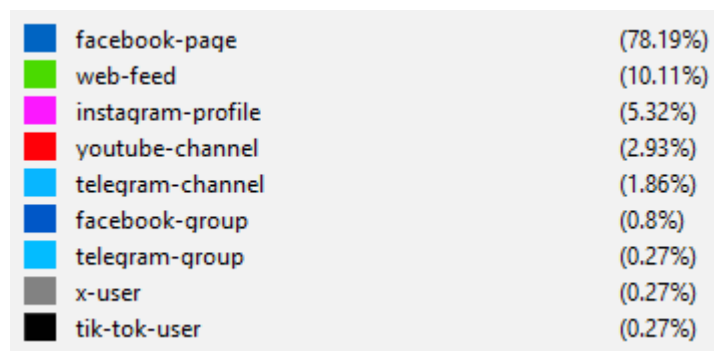 facebook-page (78.19%)
web-feed (10.11%)
instagram-profile (5.32%)
youtube-channel (2.93%)
telegram-channel (1.86%)
facebook-group (0.8%)
telegram-group (0.27%)
x-user (0.27%)
tik-tok-user (0.27%)